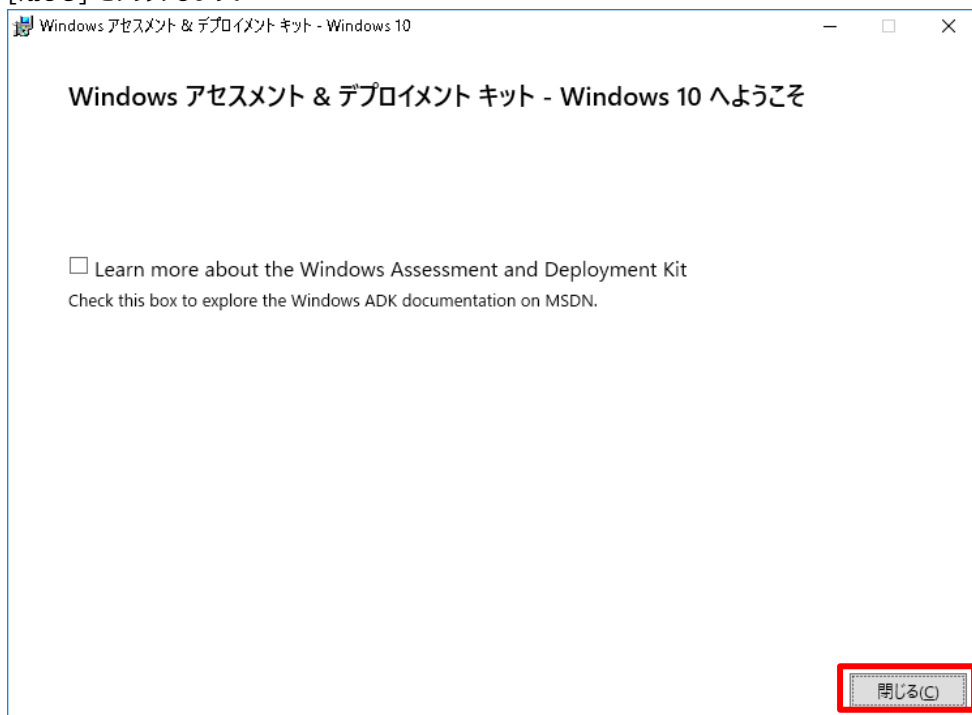 Windows アセスメント & デプロイメント キット - Windows 10
Windows アセスメント & デプロイメント キット - Windows 10 へようこそ
Learn more about the Windows Assessment and Deployment Kit
Check this box to explore the Windows ADK documentation on MSDN.
閉じる(C)